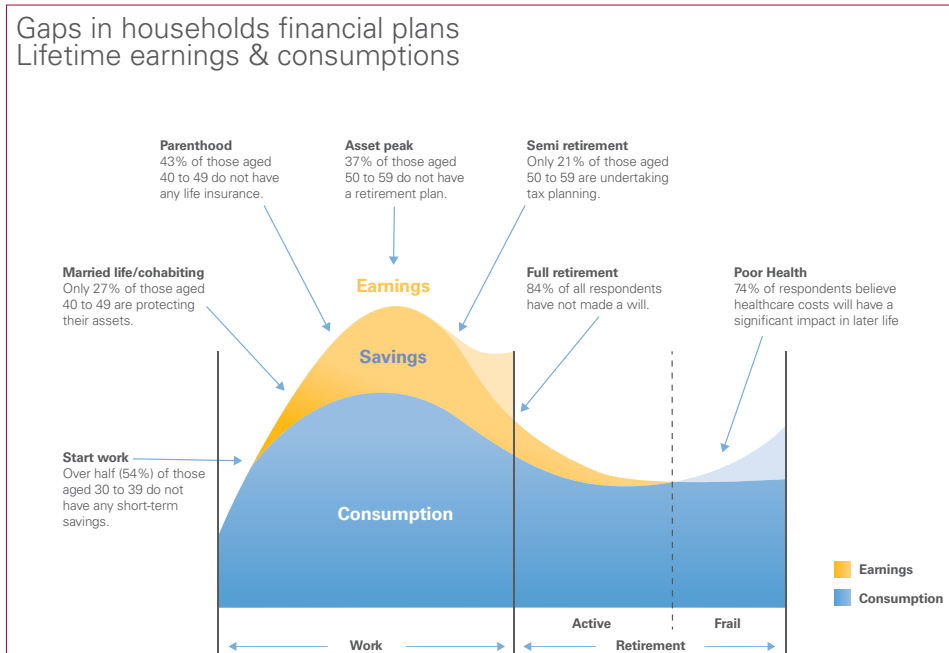 Gaps in households financial plans
Lifetime earnings & consumptions
Parenthood
43% of those aged
40 to 49 do not have
any life insurance.
Asset peak
37% of those aged
50 to 59 do not have
a retirement plan.
Semi retirement
Only 21% of those aged
50 to 59 are undertaking
tax planning.
Married life/cohabiting
Only 27% of those aged
40 to 49 are protecting
their assets.
Earnings
Full retirement
84% of all respondents
have not made a will.
Poor Health
74% of respondents believe
healthcare costs will have a
significant impact in later life
Savings
Start work
Over half (54%) of those
aged 30 to 39 do not
have any short-term
savings.
Consumption
Earnings
Consumption
Active
Frail
Work
Retirement